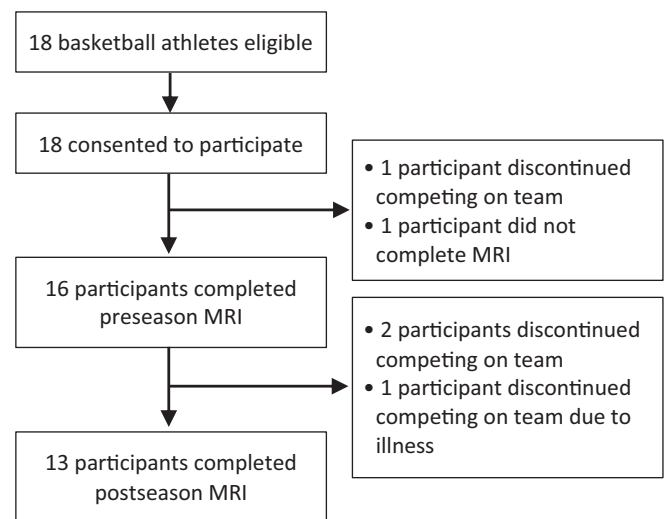 18 basketball athletes eligible
18 consented to participate
• 1 participant discontinued
competing on team
• 1 participant did not
complete MRI
16 participants completed
preseason MRI
• 2 participants discontinued
competing on team
• 1 participant discontinued
competing on team due to
illness
13 participants completed
postseason MRI